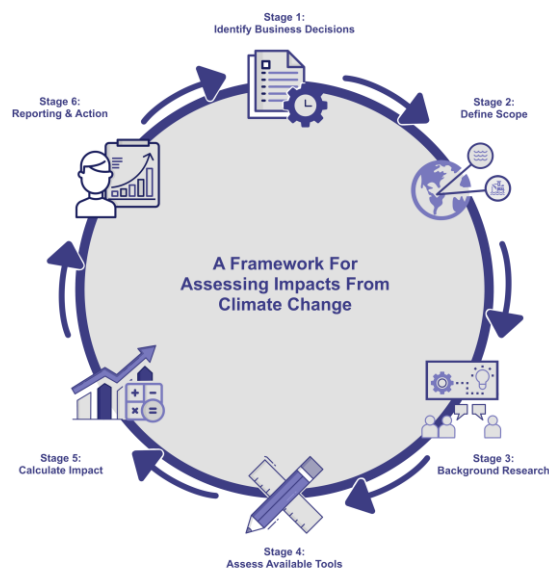 Stage 1:
Identify Business Decisions
Stage 6:
Reporting & Action
Stage 2:
Define Scope
A Framework For
Assessing Impacts From
Climate Change
Stage 5:
Calculate Impact
Stage 3:
Background Research
Stage 4:
Assess Available Tools